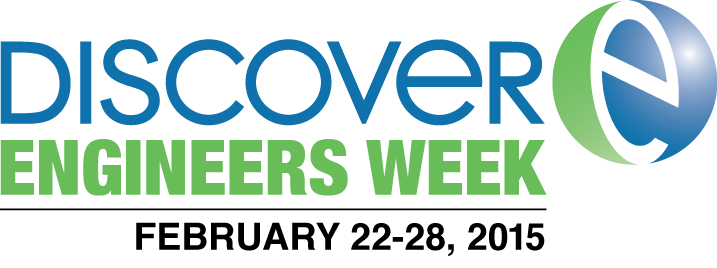 DISCOVER e
ENGINEERS WEEK
FEBRUARY 22-28, 2015